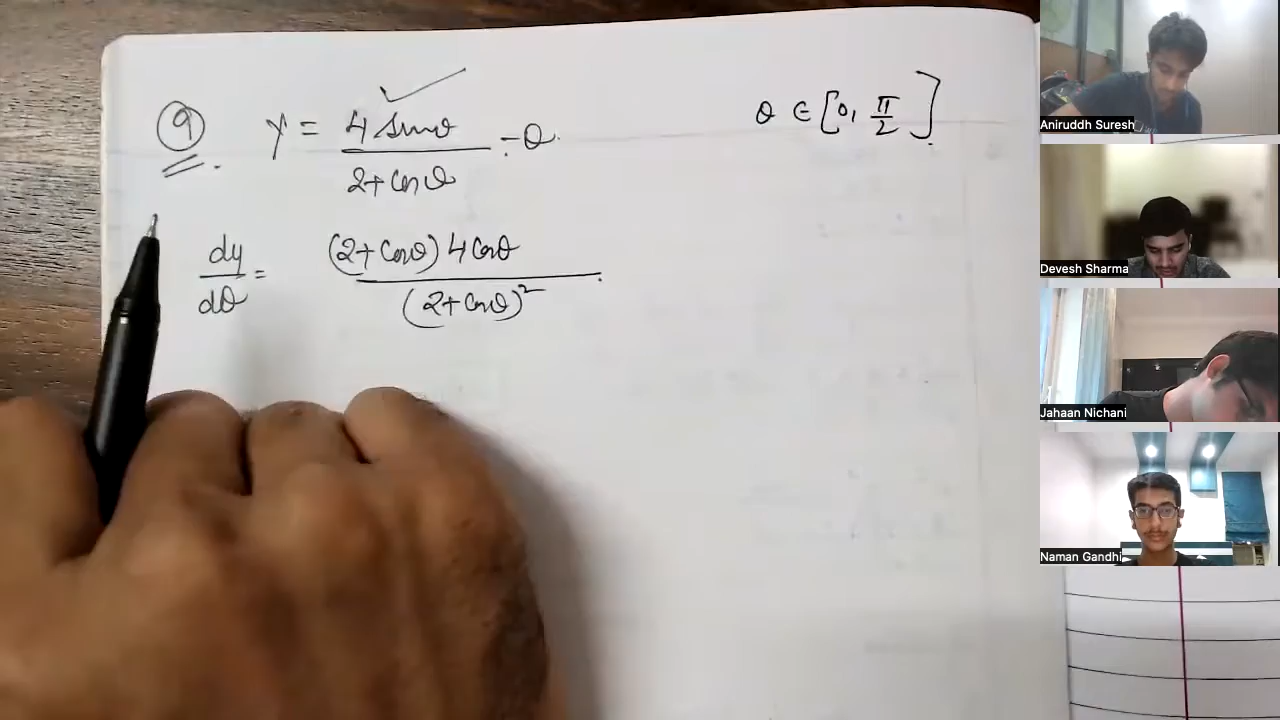 9. y = 4 sinθ / 2+cosθ - θ. θ ∈ [0, π/2].
dy/dθ = (2+cosθ) 4cosθ / (2+cosθ)²
Aniruddh Suresh
Devesh Sharma
Jahaan Nichani
Naman Gandhi